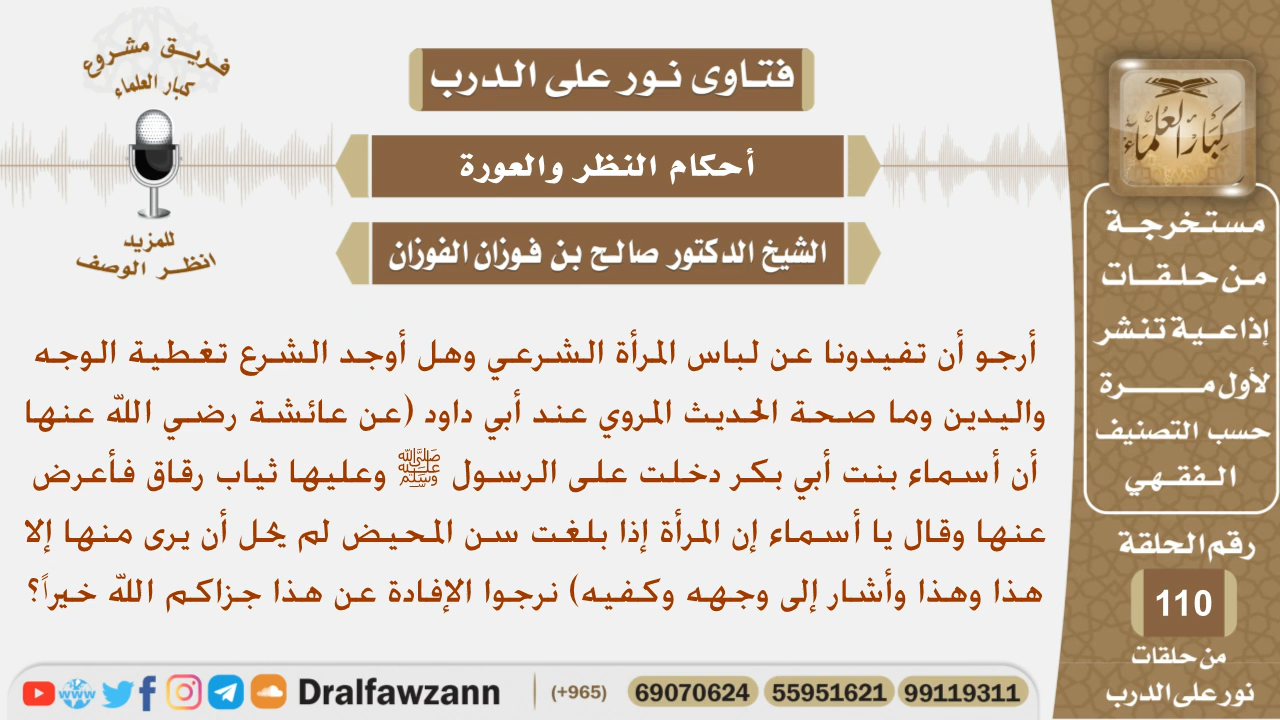 فريق مشروع
كبار العلماء
للمزيد
انظر الوصف
فتاوى نور على الدرب
أحكام النظر والعورة
الشيخ الدكتور صالح بن فوزان الفوزان
كبار العلماء
مستخرجة
من حلقات
إذاعية تنشر
لأول مرة
حسب التصنيف
الفقهي
رقم الحلقة
110
من حلقات
نور على الدرب
أرجو أن تفيدونا عن لباس المرأة الشرعي وهل أوجد الشرع تغطية الوجه
واليدين وما صحة الحديث المروي عند أبي داود (عن عائشة رضي الله عنها
أن أسماء بنت أبي بكر دخلت على الرسول ﷺ وعليها ثياب رقاق فأعرض
عنها وقال يا أسماء إن المرأة إذا بلغت سن المحيض لم يحل أن يرى منها إلا
هذا وهذا وأشار إلى وجهه وكفيه) نرجوا الإفادة عن هذا جزاكم الله خيراً؟
www Dralfawzann (+965) 69070624 55951621 99119311